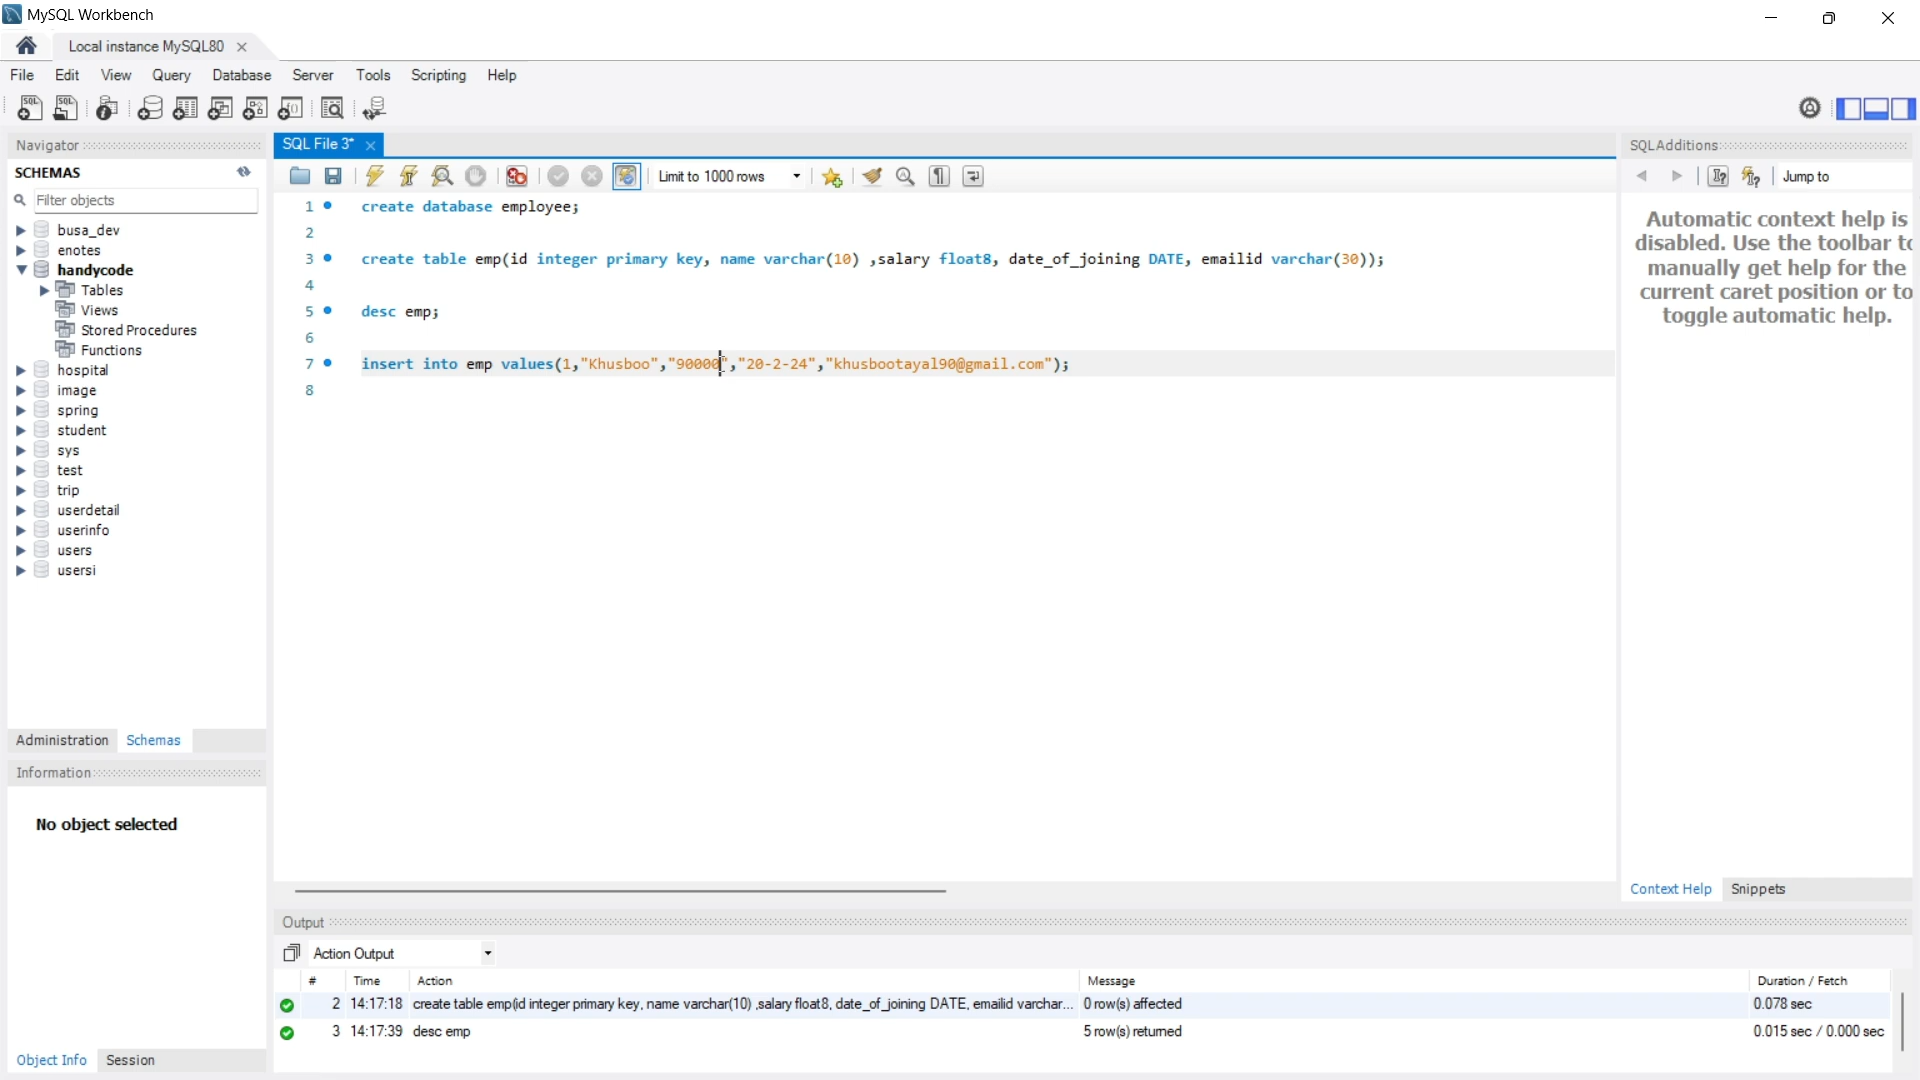 MySQL Workbench
Local instance MySQL80
File Edit View Query Database Server Tools Scripting Help
Navigator
SCHEMAS
Filter objects
busa_dev
enotes
handycode
Tables
Views
Stored Procedures
Functions
hospital
image
spring
student
sys
test
trip
userdetail
userinfo
users
usersi
Administration Schemas
Information
No object selected
Object Info Session
SQL File 3*
Limit to 1000 rows
1 create database employee;
2
3 create table emp(id integer primary key, name varchar(10) ,salary float8, date_of_joining DATE, emailid varchar(30));
4
5 desc emp;
6
7 insert into emp values(1,"Khusboo","90000","20-2-24","khusbootayal90@gmail.com");
8
SQLAdditions
Jump to
Automatic context help is
disabled. Use the toolbar to
manually get help for the
current caret position or to
toggle automatic help.
Context Help Snippets
Output
Action Output
# Time Action Message Duration / Fetch
2 14:17:18 create table emp(id integer primary key, name varchar(10) ,salary float8, date_of_joining DATE, emailid varchar... 0 row(s) affected 0.078 sec
3 14:17:39 desc emp 5 row(s) returned 0.015 sec / 0.000 sec